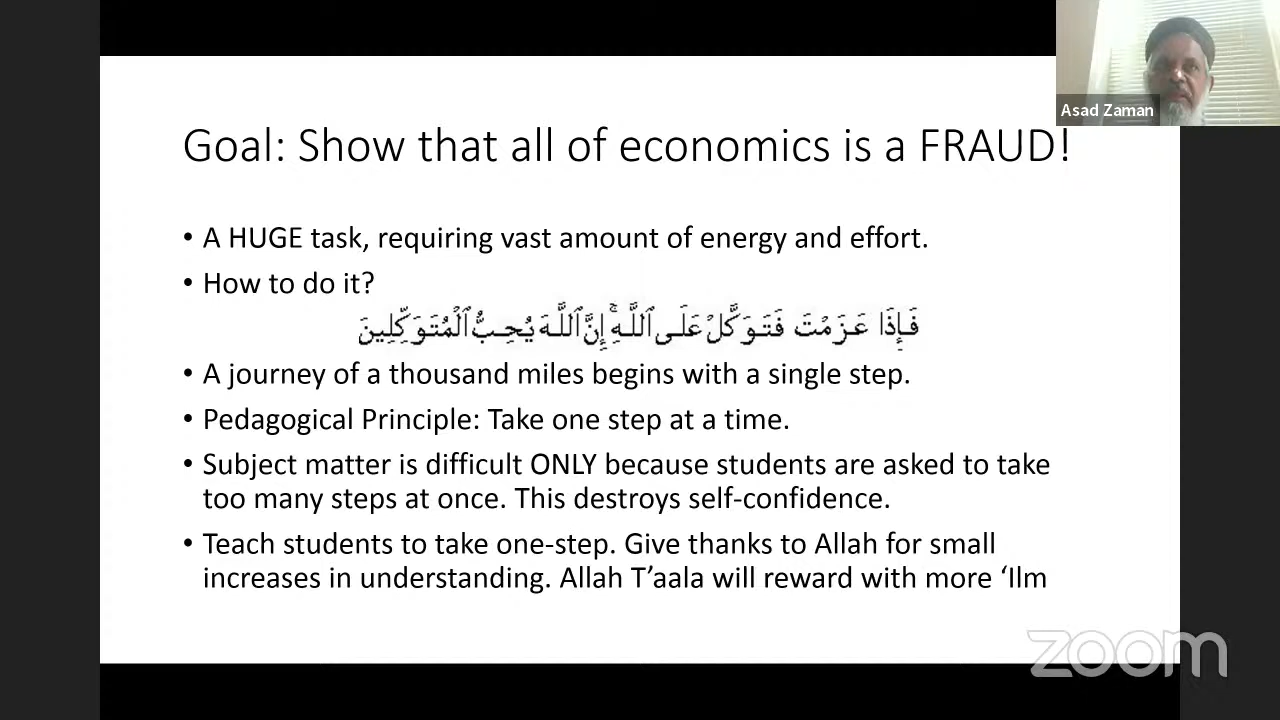 Asad Zaman
Goal: Show that all of economics is a FRAUD!
• A HUGE task, requiring vast amount of energy and effort.
• How to do it?
فَإِذَا عَزَمْتَ فَتَوَكَّلْ عَلَى ٱللَّهِ ۚ إِنَّ ٱللَّهَ يُحِبُّ ٱلْمُتَوَكِّلِينَ
• A journey of a thousand miles begins with a single step.
• Pedagogical Principle: Take one step at a time.
• Subject matter is difficult ONLY because students are asked to take
too many steps at once. This destroys self-confidence.
• Teach students to take one-step. Give thanks to Allah for small
increases in understanding. Allah T’aala will reward with more ‘Ilm
zoom